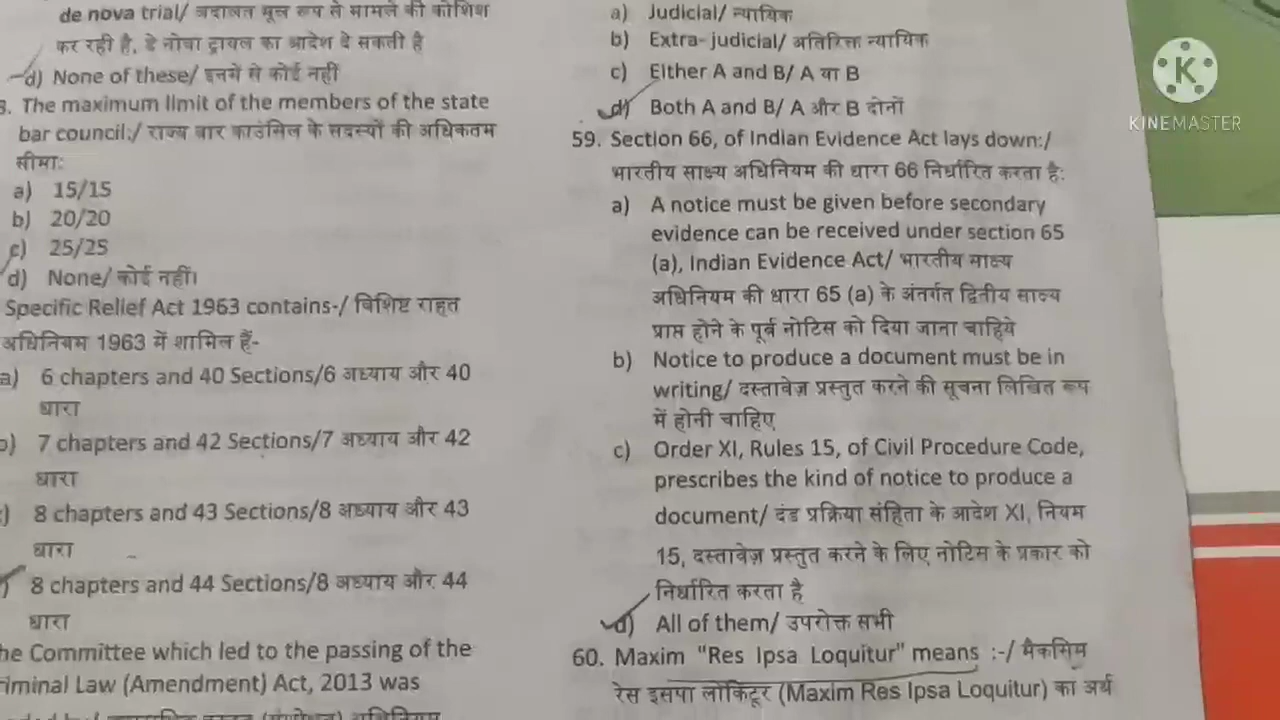 de nova trial/ अदालत मूल रूप से मामले की कोशिश
कर रही है, डे नोवा ट्रायल का आदेश दे सकती है
d) None of these/ इनमें से कोई नहीं
3. The maximum limit of the members of the state
bar council:/ राज्य बार काउंसिल के सदस्यों की अधिकतम
सीमाः
a) 15/15
b) 20/20
c) 25/25
d) None/ कोई नहीं।
Specific Relief Act 1963 contains-/ विशिष्ट राहत
अधिनियम 1963 में शामिल हैं-
a) 6 chapters and 40 Sections/6 अध्याय और 40
धारा
b) 7 chapters and 42 Sections/7 अध्याय और 42
धारा
) 8 chapters and 43 Sections/8 अध्याय और 43
धारा
) 8 chapters and 44 Sections/8 अध्याय और 44
धारा
he Committee which led to the passing of the
riminal Law (Amendment) Act, 2013 was
a) Judicial/ न्यायिक
b) Extra- judicial/ अतिरिक्त न्यायिक
c) Either A and B/ A या B
d) Both A and B/ A और B दोनों
59. Section 66, of Indian Evidence Act lays down:/
भारतीय साक्ष्य अधिनियम की धारा 66 निर्धारित करता है:
a) A notice must be given before secondary
evidence can be received under section 65
(a), Indian Evidence Act/ भारतीय साक्ष्य
अधिनियम की धारा 65 (a) के अंतर्गत द्वितीय साक्ष्य
प्राप्त होने के पूर्व नोटिस को दिया जाना चाहिये
b) Notice to produce a document must be in
writing/ दस्तावेज़ प्रस्तुत करने की सूचना लिखित रूप
में होनी चाहिए
c) Order XI, Rules 15, of Civil Procedure Code,
prescribes the kind of notice to produce a
document/ दंड प्रक्रिया संहिता के आदेश XI, नियम
15, दस्तावेज़ प्रस्तुत करने के लिए नोटिस के प्रकार को
निर्धारित करता है
d) All of them/ उपरोक्त सभी
60. Maxim "Res Ipsa Loquitur" means :-/ मैकसिम
रेस इसपा लोकिटूर (Maxim Res Ipsa Loquitur) का अर्थ
K
KINEMASTER